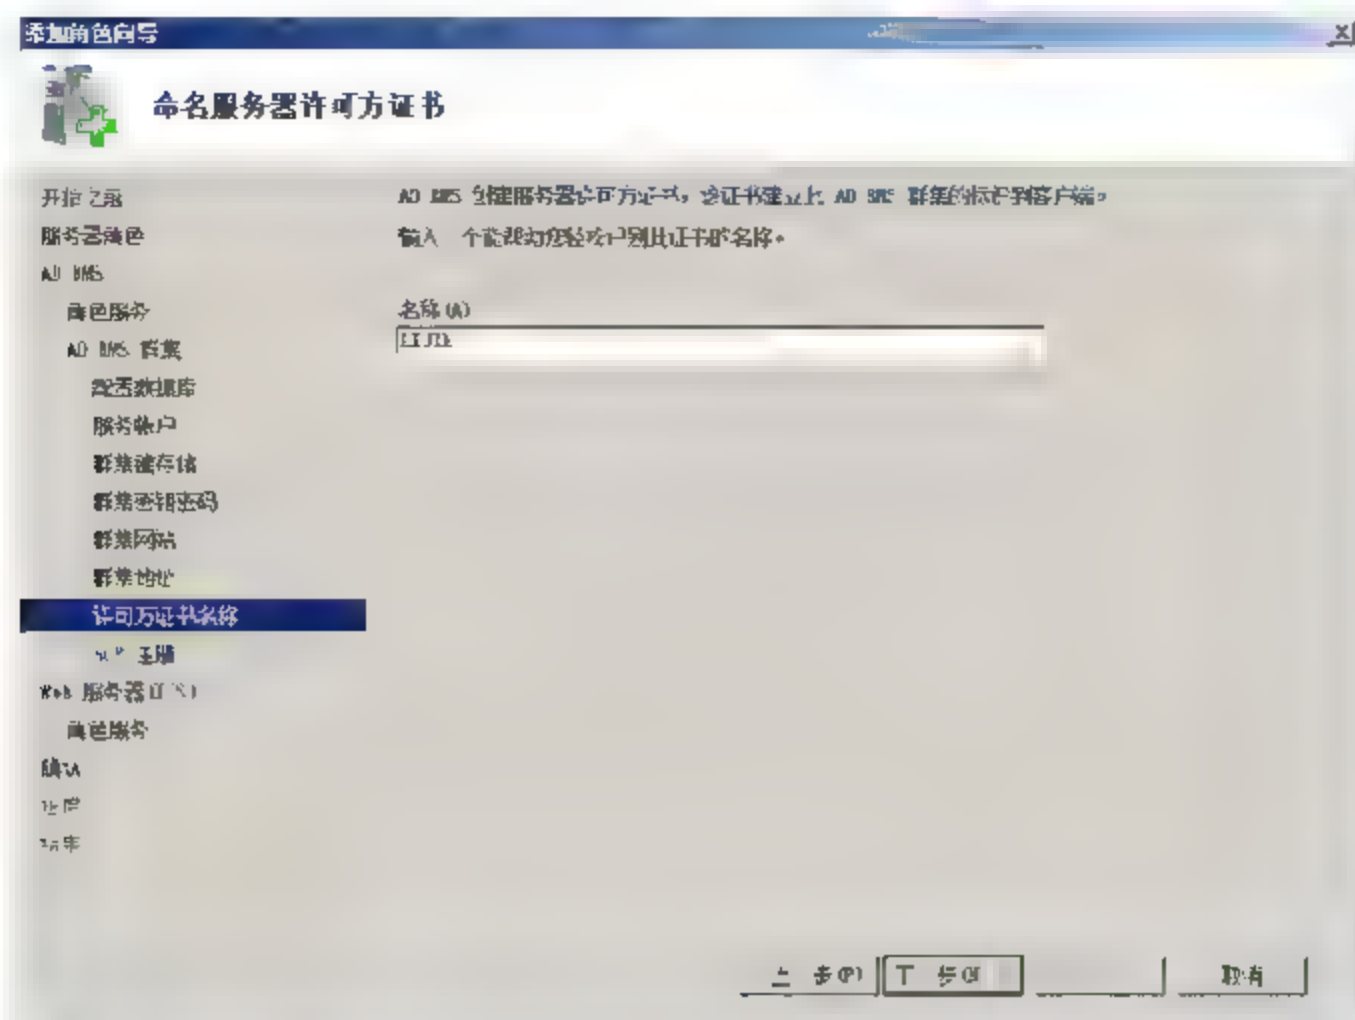 添加角色向导
命名服务器许可方证书
开始之前
服务器角色
AD RMS
角色服务
AD RMS 群集
配置数据库
服务帐户
群集键存储
群集密钥密码
群集网站
群集地址
许可方证书名称
SCP 注册
Web 服务器(IIS)
角色服务
确认
进度
结果
AD RMS 创建服务器许可方证书，该证书建立此 AD RMS 群集的标识到客户端。
输入一个能帮助您轻松识别此证书的名称。
名称(A)
上一步(P)
下一步(N)
取消